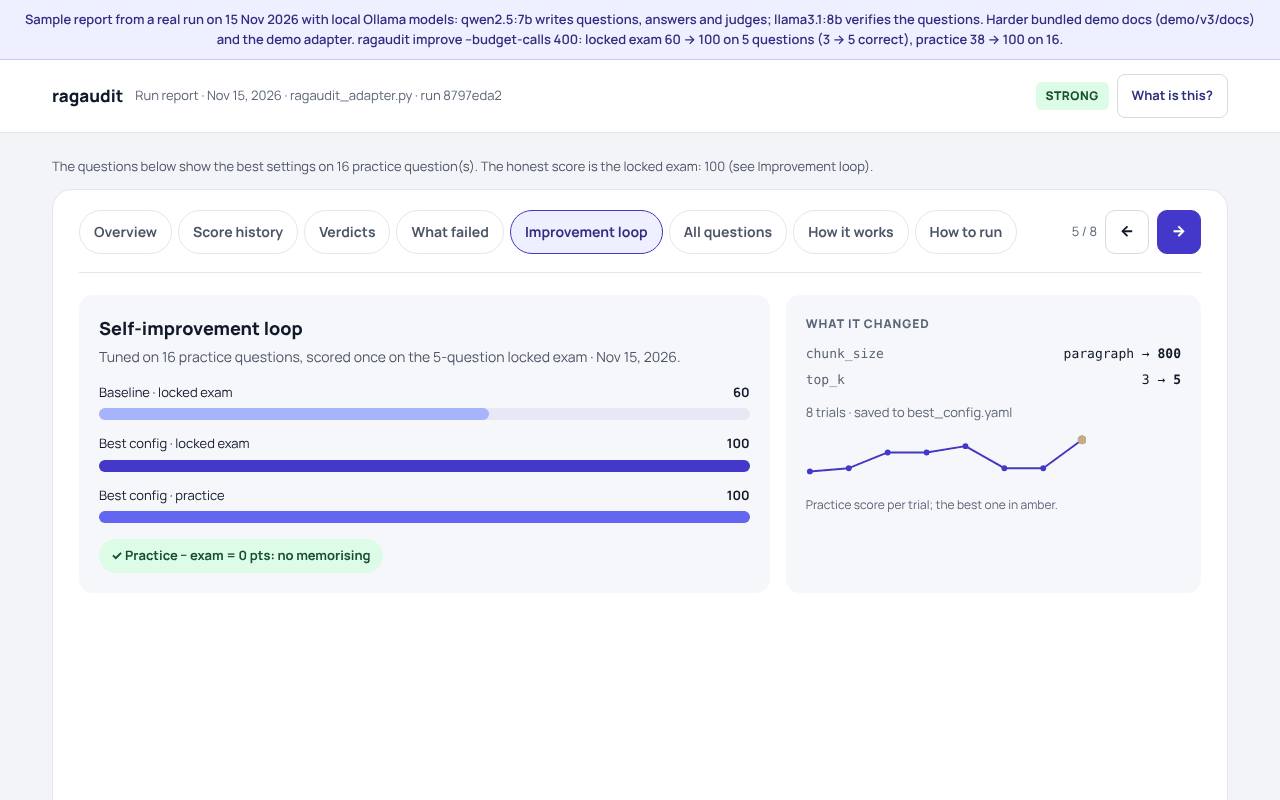 Sample report from a real run on 15 Nov 2026 with local Ollama models: qwen2.5:7b writes questions, answers and judges; llama3.1:8b verifies the questions. Harder bundled demo docs (demo/v3/docs)
and the demo adapter. ragaudit improve –budget-calls 400: locked exam 60 → 100 on 5 questions (3 → 5 correct), practice 38 → 100 on 16.
ragaudit Run report · Nov 15, 2026 · ragaudit_adapter.py · run 8797eda2 STRONG What is this?
The questions below show the best settings on 16 practice question(s). The honest score is the locked exam: 100 (see Improvement loop).
Overview Score history Verdicts What failed Improvement loop All questions How it works How to run 5 / 8 ← →
Self-improvement loop
Tuned on 16 practice questions, scored once on the 5-question locked exam · Nov 15, 2026.
Baseline · locked exam 60
Best config · locked exam 100
Best config · practice 100
✓ Practice − exam = 0 pts: no memorising
WHAT IT CHANGED
chunk_size paragraph → 800
top_k 3 → 5
8 trials · saved to best_config.yaml
Practice score per trial; the best one in amber.